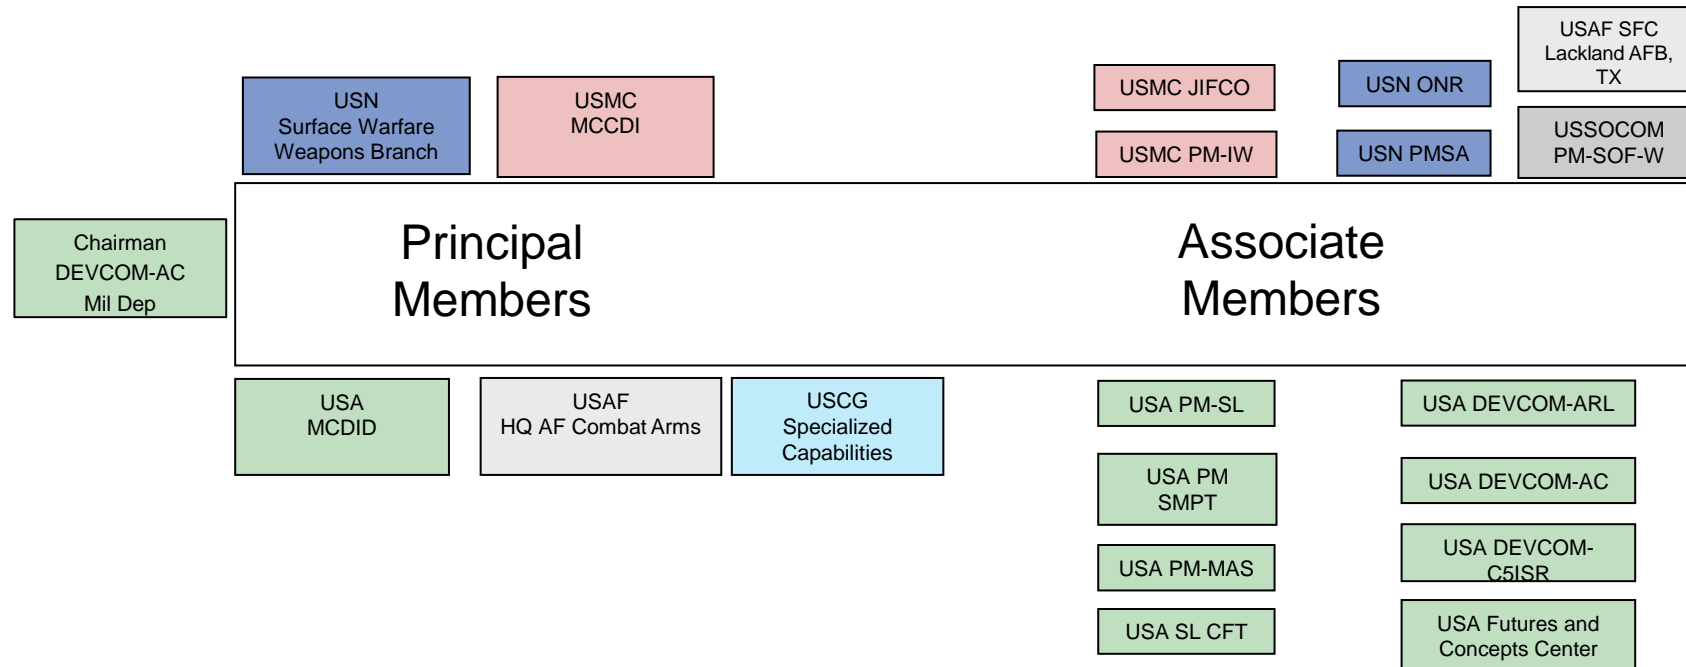 USAF SFC
Lackland AFB,
TX
USN
Surface Warfare
Weapons Branch
USMC
MCCDI
USMC JIFCO
USN ONR
USSOCOM
PM-SOF-W
USMC PM-IW
USN PMSA
Chairman
DEVCOM-AC
Mil Dep
Principal
Members
Associate
Members
USA
MCDID
USAF
HQ AF Combat Arms
USCG
Specialized
Capabilities
USA PM-SL
USA DEVCOM-ARL
USA PM
SMPT
USA DEVCOM-AC
USA PM-MAS
USA DEVCOM-
C5ISR
USA SL CFT
USA Futures and
Concepts Center